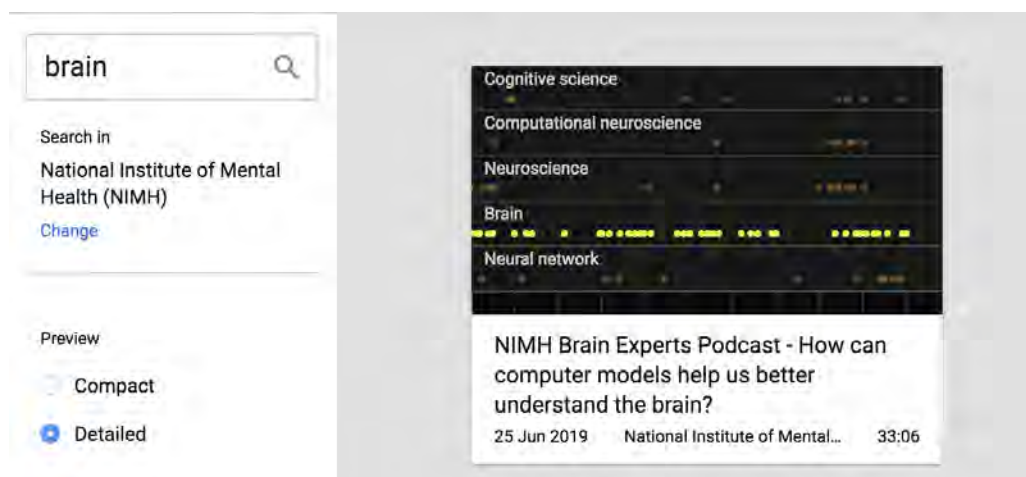 brain
Search in
National Institute of Mental
Health (NIMH)
Change
Preview
Compact
Detailed
Cognitive science
Computational neuroscience
Neuroscience
Brain
Neural network
NIMH Brain Experts Podcast - How can
computer models help us better
understand the brain?
25 Jun 2019 National Institute of Mental... 33:06